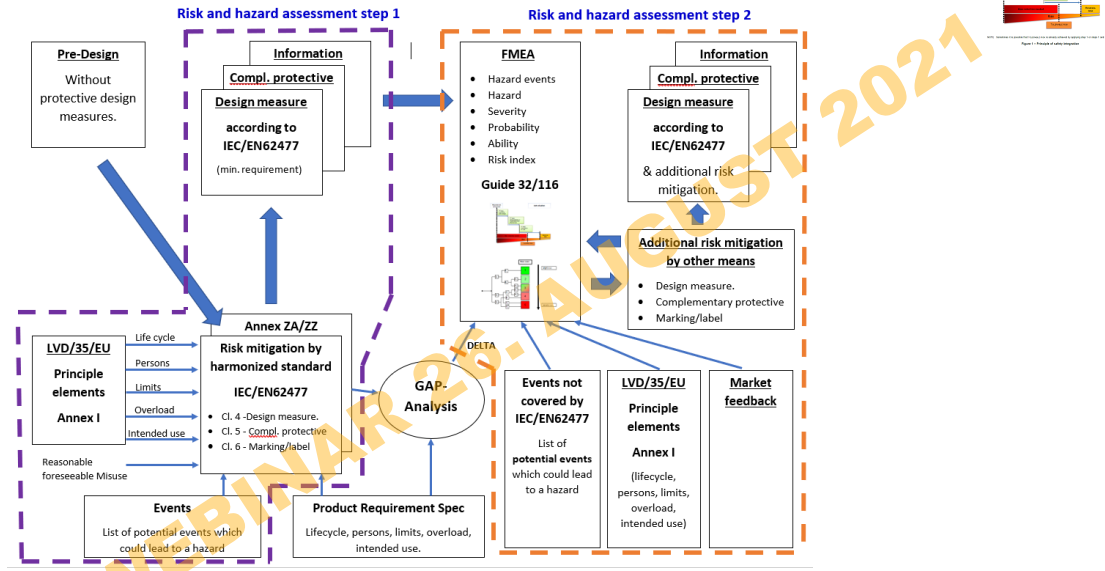 Risk and hazard assessment step 1
Risk and hazard assessment step 2
Pre-Design
Without
protective design
measures.
Information
Compl. protective
Design measure
according to
IEC/EN62477
(min. requirement)
FMEA
Hazard events
Hazard
Severity
Probability
Ability
Risk index
Guide 32/116
Information
Compl. protective
Design measure
according to
IEC/EN62477
& additional risk
mitigation.
Additional risk mitigation
by other means
Design measure.
Complementary protective
Marking/label
LVD/35/EU
Principle
elements
Annex I
Life cycle
Persons
Limits
Overload
Intended use
Reasonable
foreseeable Misuse
Annex ZA/ZZ
Risk mitigation by
harmonized standard
IEC/EN62477
Cl. 4 -Design measure.
Cl. 5 - Compl. protective
Cl. 6 - Marking/label
GAP-
Analysis
DELTA
Events not
covered by
IEC/EN62477
List of
potential events
which could lead
to a hazard
LVD/35/EU
Principle
elements
Annex I
(lifecycle,
persons, limits,
overload,
intended use)
Market
feedback
Events
List of potential events which
could lead to a hazard
Product Requirement Spec
Lifecycle, persons, limits, overload,
intended use.
WEBINAR 26. AUGUST 2021
Figure 1 – Principle of safety integration